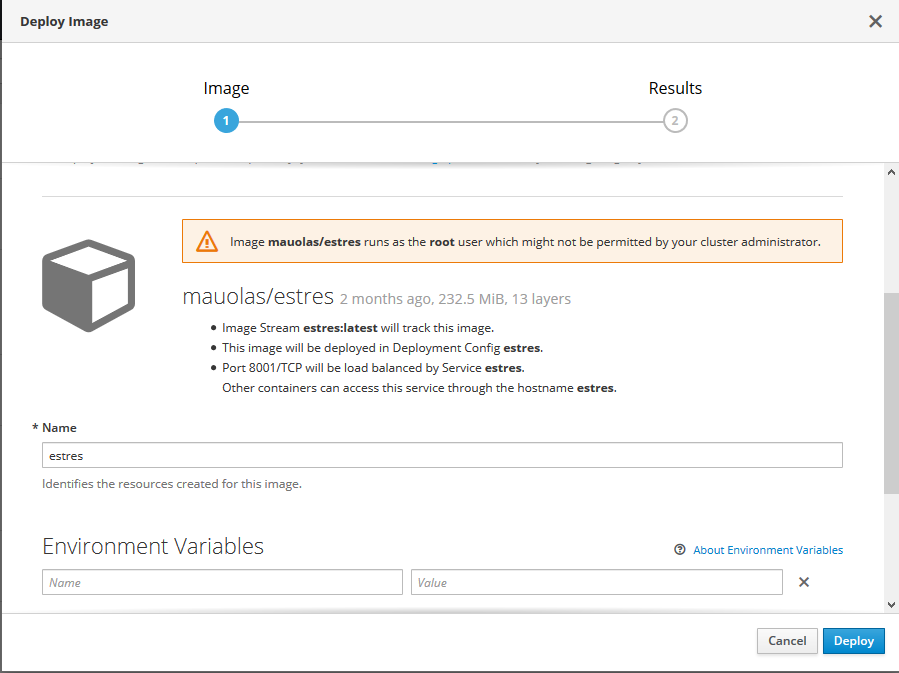 Deploy Image
Image
Results
1
2
Image mauolas/estres runs as the root user which might not be permitted by your cluster administrator.
mauolas/estres 2 months ago, 232.5 MiB, 13 layers
Image Stream estres:latest will track this image.
This image will be deployed in Deployment Config estres.
Port 8001/TCP will be load balanced by Service estres.
Other containers can access this service through the hostname estres.
* Name
estres
Identifies the resources created for this image.
Environment Variables
About Environment Variables
Name
Value
Cancel
Deploy